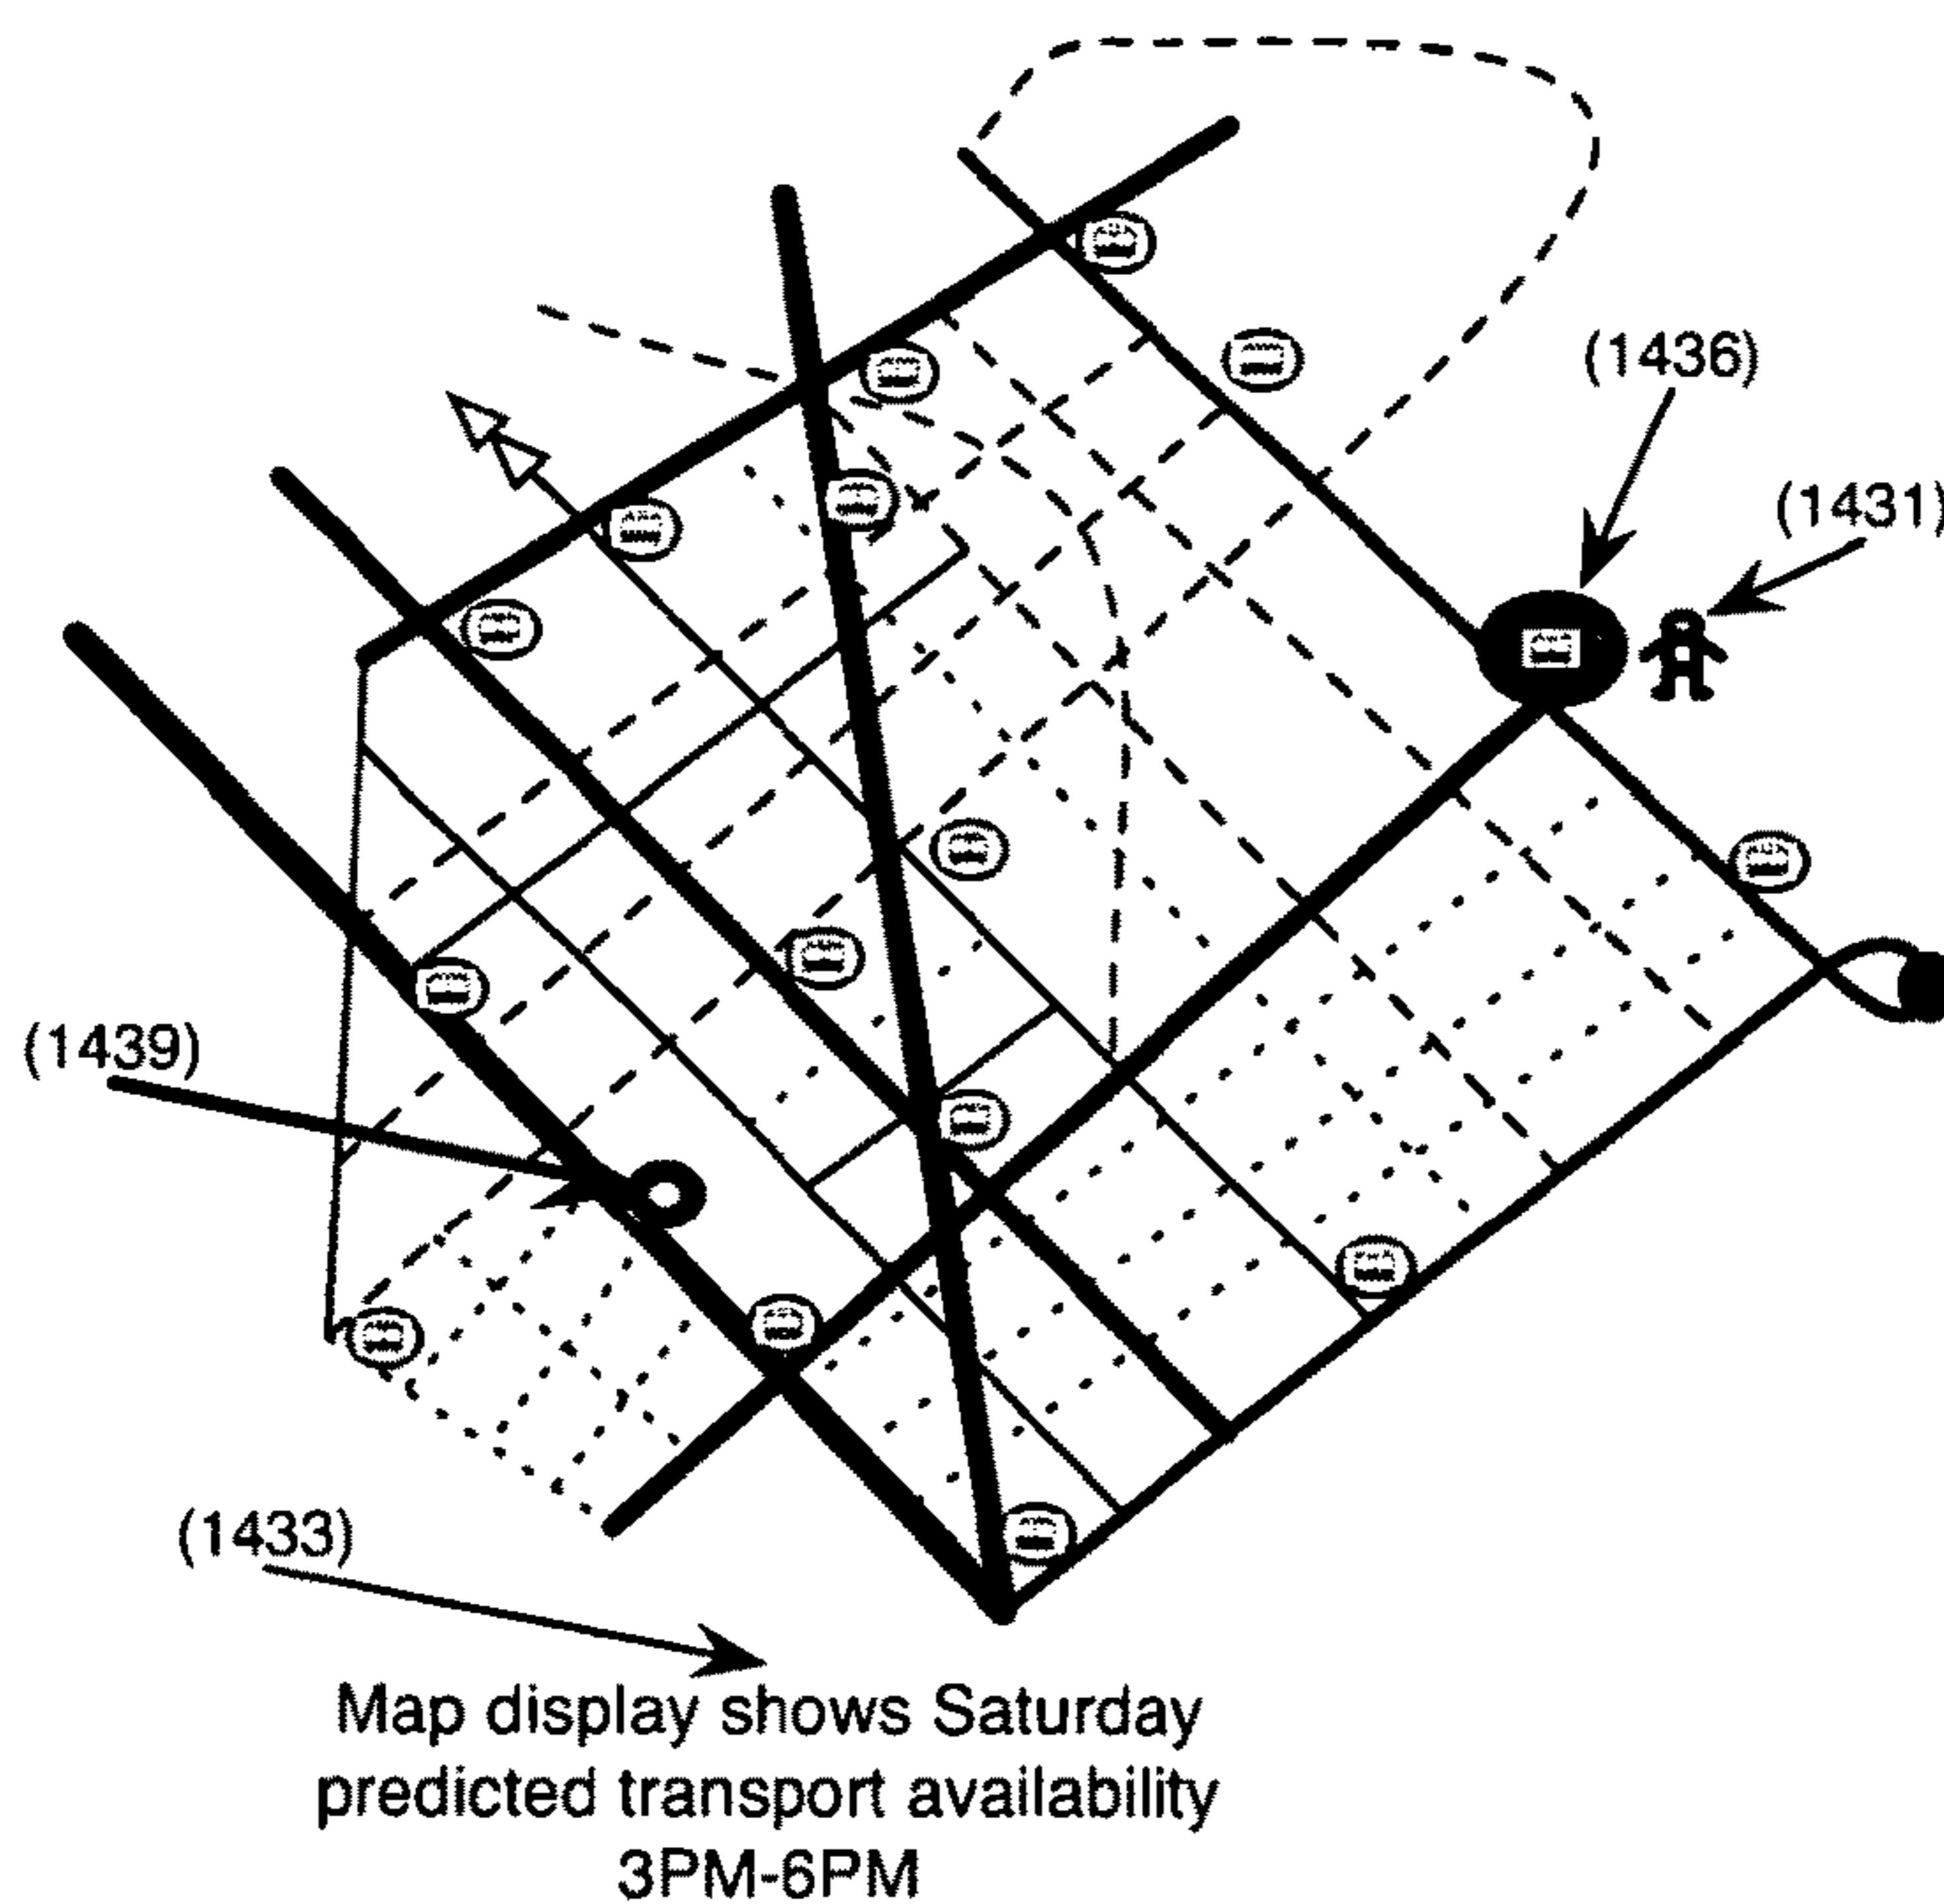 (1436)
(1431)
(1439)
(1433)
Map display shows Saturday
predicted transport availability
3PM-6PM